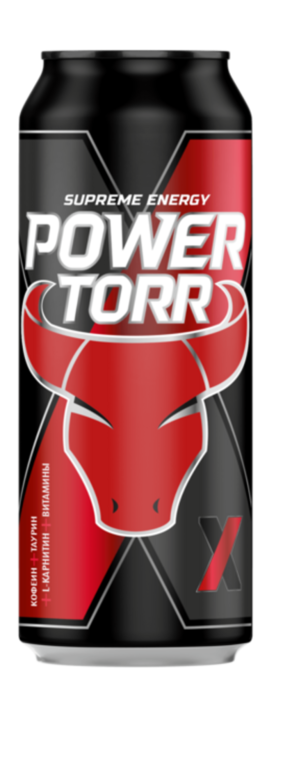 SUPREME ENERGY
POWER
TORR
КОФЕИН + ТАУРИН
+ L-КАРНИТИН + ВИТАМИНЫ
X